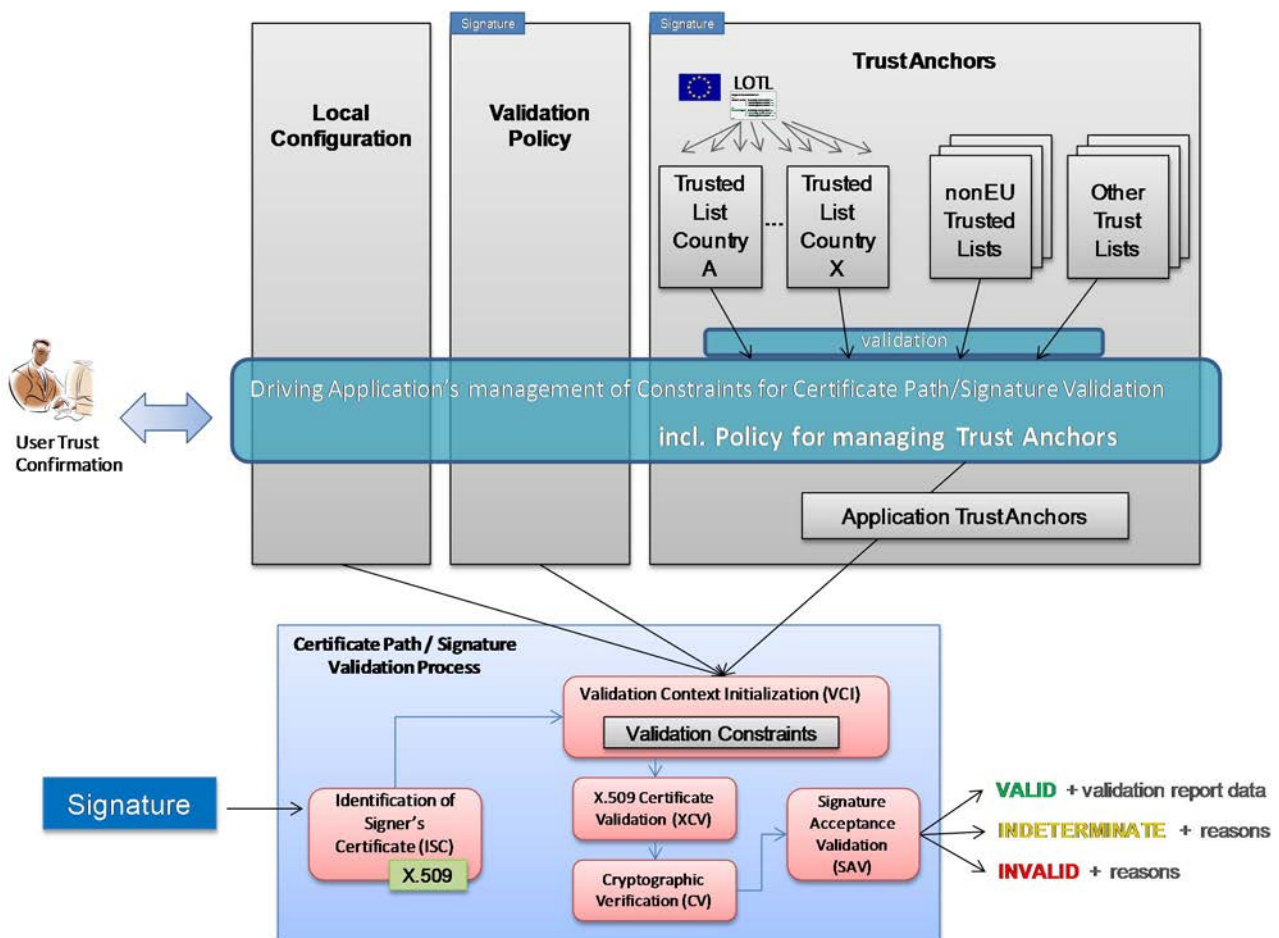 Signature
Signature
Local
Configuration
Validation
Policy
Trust Anchors
LOTL
Trusted
List
Country
A
...
Trusted
List
Country
X
nonEU
Trusted
Lists
Other
Trust
Lists
validation
Driving Application's management of Constraints for Certificate Path/Signature Validation
incl. Policy for managing Trust Anchors
User Trust
Confirmation
Application Trust Anchors
Certificate Path / Signature
Validation Process
Validation Context Initialization (VCI)
Validation Constraints
Signature
Identification of
Signer's
Certificate (ISC)
X.509
X.509 Certificate
Validation (XCV)
Cryptographic
Verification (CV)
Signature
Acceptance
Validation
(SAV)
VALID + validation report data
INDETERMINATE + reasons
INVALID + reasons